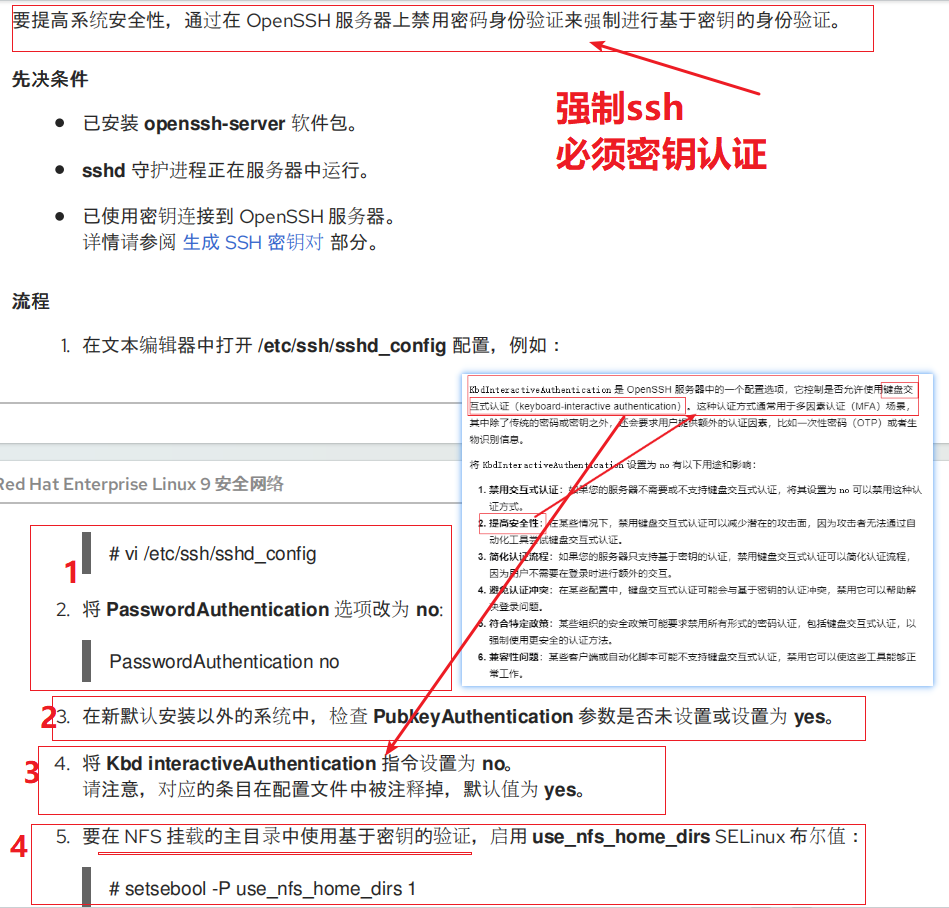 要提高系统安全性，通过在 OpenSSH 服务器上禁用密码身份验证来强制进行基于密钥的身份验证。
强制ssh
必须密钥认证
先决条件
● 已安装 openssh-server 软件包。
● sshd 守护进程正在服务器中运行。
● 已使用密钥连接到 OpenSSH 服务器。
详情请参阅 生成 SSH 密钥对 部分。
流程
1. 在文本编辑器中打开 /etc/ssh/sshd_config 配置，例如：
KbdInteractiveAuthentication 是 OpenSSH 服务器中的一个配置选项，它控制是否允许使用键盘交
互式认证（keyboard-interactive authentication）。这种认证方式通常用于多因素认证（MFA）场景，
其中除了传统的密码或密钥之外，还会要求用户提供额外的认证因素，比如一次性密码（OTP）或者生
物识别信息。
将 KbdInteractiveAuthentication 设置为 no 有以下用途和影响：
1. 禁用交互式认证：如果您的服务器不需要或不支持键盘交互式认证，将其设置为 no 可以禁用这种认
证方式。
2. 提高安全性：在某些情况下，禁用键盘交互式认证可以减少潜在的攻击面，因为攻击者无法通过自
动化工具尝试键盘交互式认证。
3. 简化认证流程：如果您的服务器只支持基于密钥的认证，禁用键盘交互式认证可以简化认证流程，
因为用户不需要在登录时进行额外的交互。
4. 避免认证冲突：在某些配置中，键盘交互式认证可能会与基于密钥的认证冲突，禁用它可以帮助解
决登录问题。
5. 符合特定政策：某些组织的安全政策可能要求禁用所有形式的密码认证，包括键盘交互式认证，以
强制使用更安全的认证方法。
6. 兼容性问题：某些客户端或自动化脚本可能不支持键盘交互式认证，禁用它可以使这些工具能够正
常工作。
Red Hat Enterprise Linux 9 安全网络
1
# vi /etc/ssh/sshd_config
2. 将 PasswordAuthentication 选项改为 no:
PasswordAuthentication no
2
3. 在新默认安装以外的系统中，检查 PubkeyAuthentication 参数是否未设置或设置为 yes。
3
4. 将 Kbd interactiveAuthentication 指令设置为 no。
请注意，对应的条目在配置文件中被注释掉，默认值为 yes。
4
5. 要在 NFS 挂载的主目录中使用基于密钥的验证，启用 use_nfs_home_dirs SELinux 布尔值：
# setsebool -P use_nfs_home_dirs 1